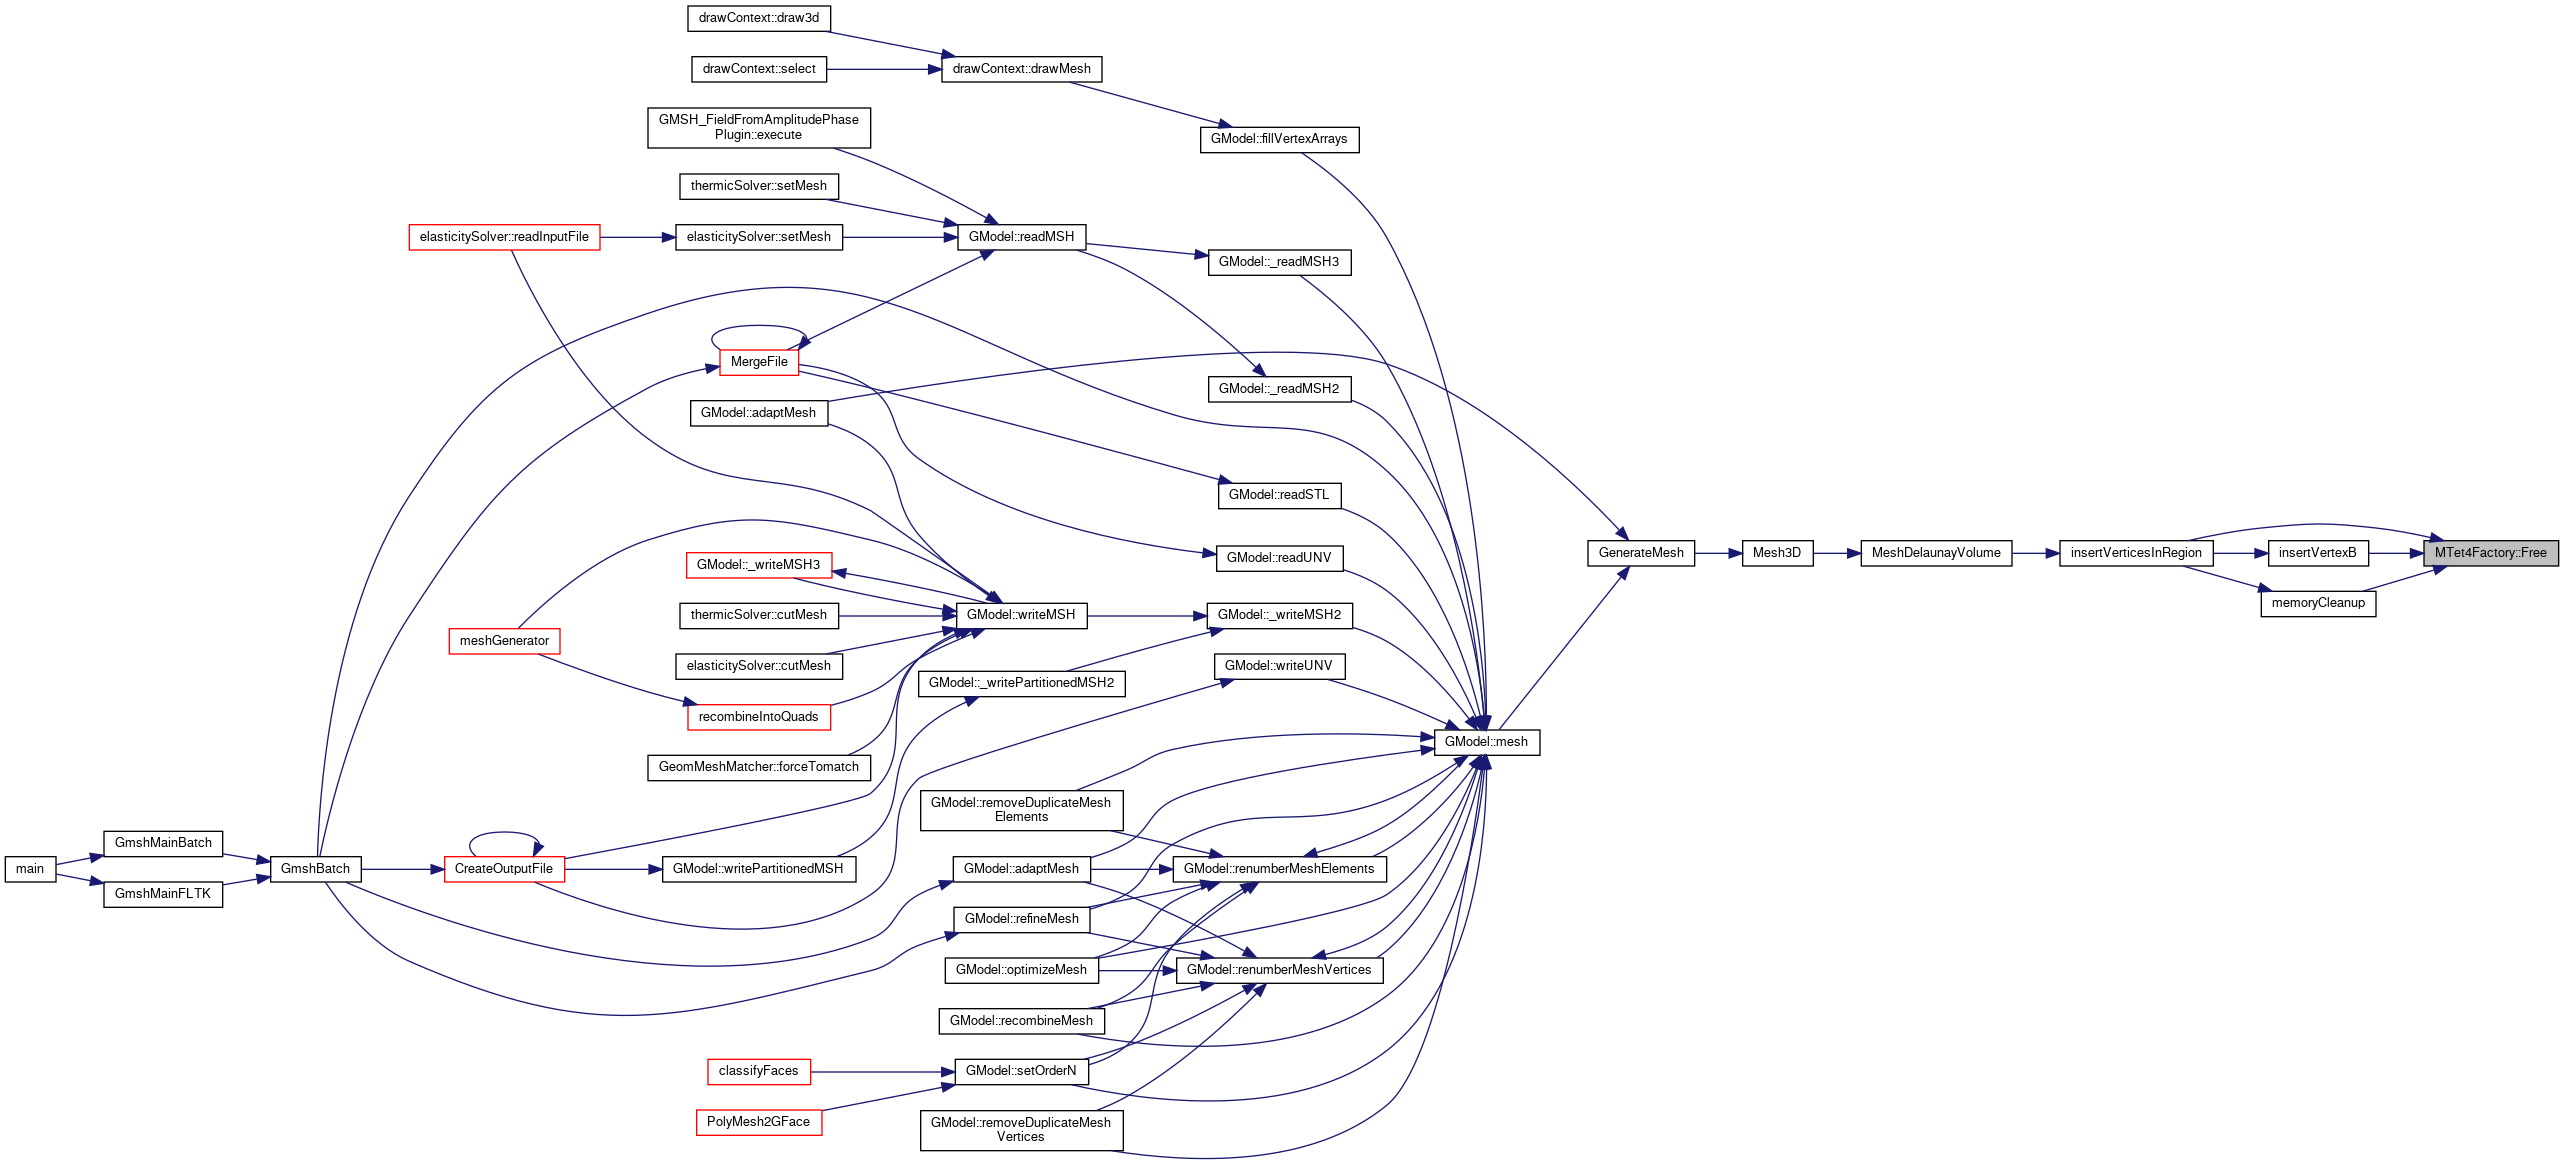 drawContext::draw3d
drawContext::select
drawContext::drawMesh
GMSH_FieldFromAmplitudePhase
Plugin::execute
GModel::fillVertexArrays
thermicSolver::setMesh
elasticitySolver::readInputFile
elasticitySolver::setMesh
GModel::readMSH
GModel::_readMSH3
MergeFile
GModel::_readMSH2
GModel::adaptMesh
GModel::readSTL
GModel::readUNV
GenerateMesh
Mesh3D
MeshDelaunayVolume
insertVerticesInRegion
insertVertexB
MTet4Factory::Free
GModel::_writeMSH3
memoryCleanup
thermicSolver::cutMesh
GModel::writeMSH
GModel::_writeMSH2
meshGenerator
elasticitySolver::cutMesh
GModel::writeUNV
GModel::_writePartitionedMSH2
recombineIntoQuads
GModel::mesh
GeomMeshMatcher::forceTomatch
GModel::removeDuplicateMesh
Elements
GmshMainBatch
main
GmshBatch
CreateOutputFile
GModel::writePartitionedMSH
GModel::adaptMesh
GModel::renumberMeshElements
GmshMainFLTK
GModel::refineMesh
GModel::optimizeMesh
GModel::renumberMeshVertices
GModel::recombineMesh
classifyFaces
GModel::setOrderN
PolyMesh2GFace
GModel::removeDuplicateMesh
Vertices